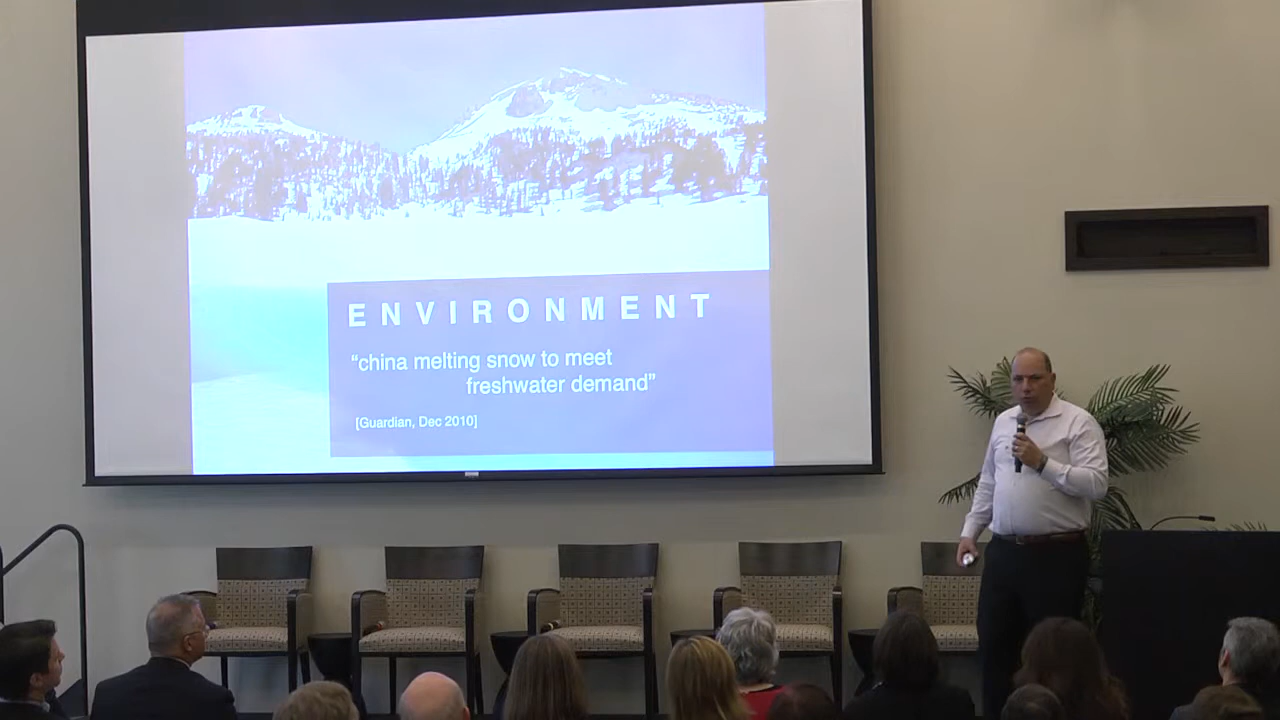 ENVIRONMENT
“china melting snow to meet
freshwater demand”
[Guardian, Dec 2010]